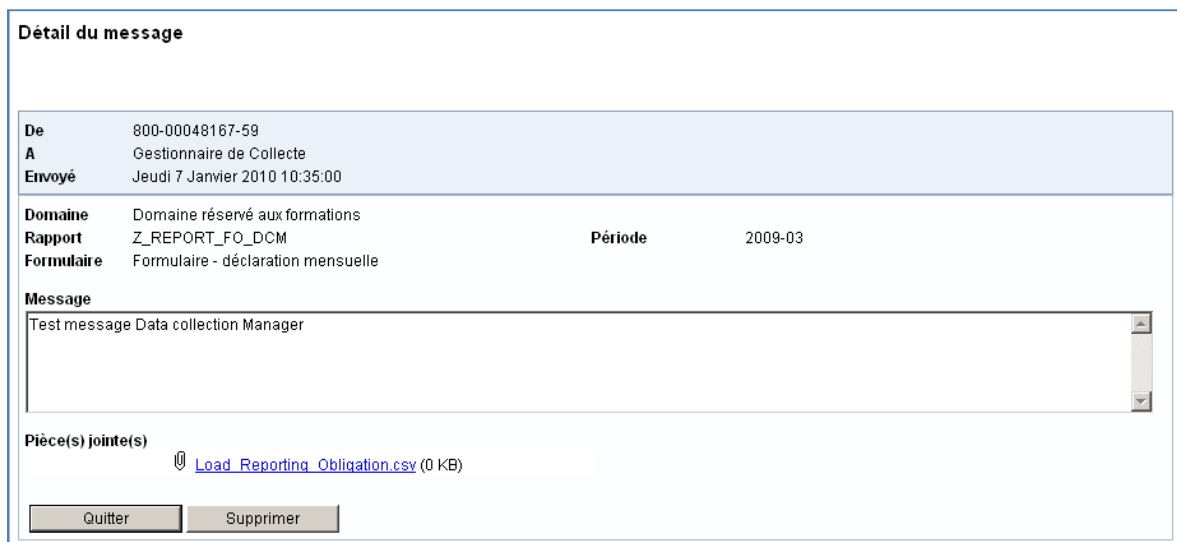 Détail du message
De 800-00048167-59
A Gestionnaire de Collecte
Envoyé Jeudi 7 Janvier 2010 10:35:00
Domaine Domaine réservé aux formations
Rapport Z_REPORT_FO_DCM Période 2009-03
Formulaire Formulaire - déclaration mensuelle
Message
Test message Data collection Manager
Pièce(s) jointe(s)
Load_Reporting_Obligation.csv (0 KB)
Quitter Supprimer